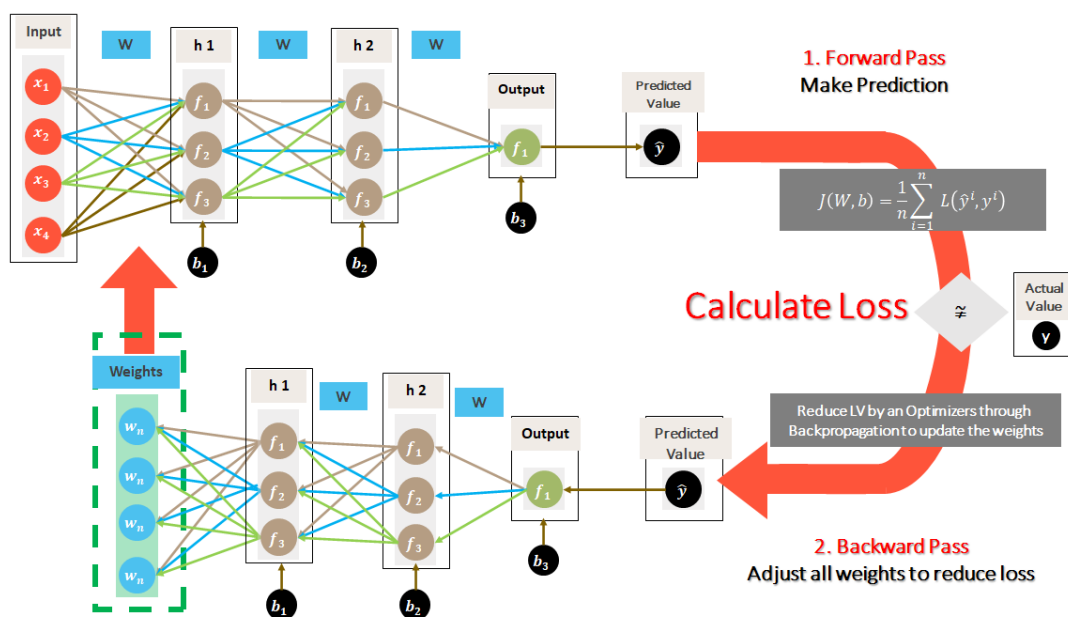 Input
W
h 1
W
h 2
W
x₁
x₂
x₃
x₄
f₁
f₂
f₃
f₁
f₂
f₃
b₁
b₂
Output
f₁
b₃
Predicted
Value
ŷ
1. Forward Pass
Make Prediction
J(W, b) = 1/n ∑ⁿᵢ₌₁ L(ŷⁱ, yⁱ)
Calculate Loss
≆
Actual
Value
y
Reduce LV by an Optimizers through
Backpropagation to update the weights
2. Backward Pass
Adjust all weights to reduce loss
Weights
wₙ
wₙ
wₙ
wₙ
h 1
W
h 2
W
f₁
f₂
f₃
f₁
f₂
f₃
b₁
b₂
Output
f₁
b₃
Predicted
Value
ŷ